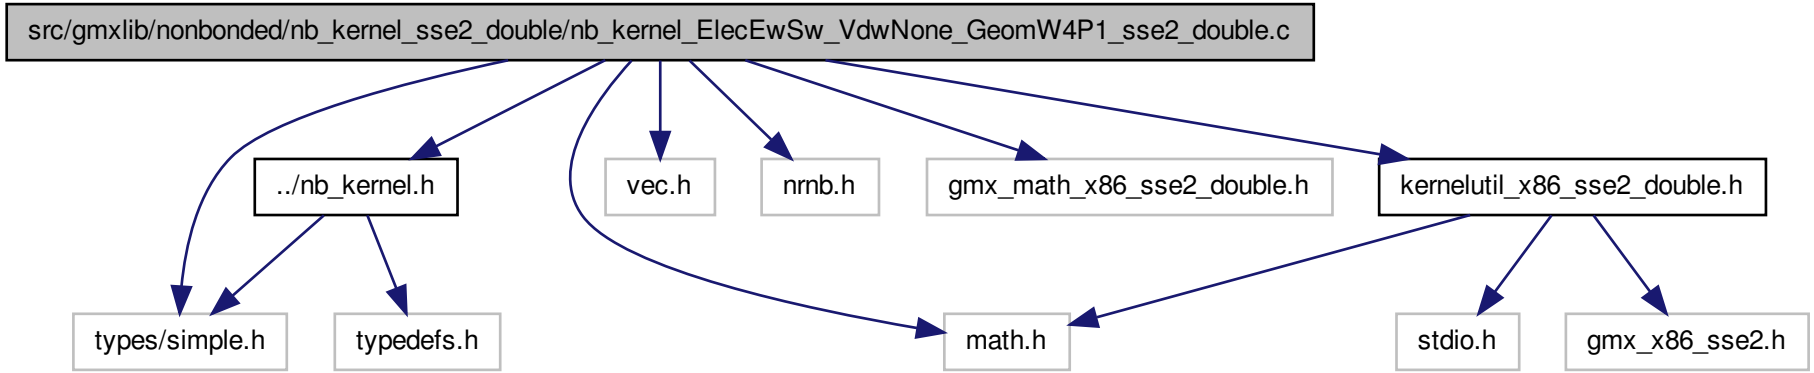 src/gmxlib/nonbonded/nb_kernel_sse2_double/nb_kernel_ElecEwSw_VdwNone_GeomW4P1_sse2_double.c
../nb_kernel.h
vec.h
nrnb.h
gmx_math_x86_sse2_double.h
kernelutil_x86_sse2_double.h
types/simple.h
typedefs.h
math.h
stdio.h
gmx_x86_sse2.h